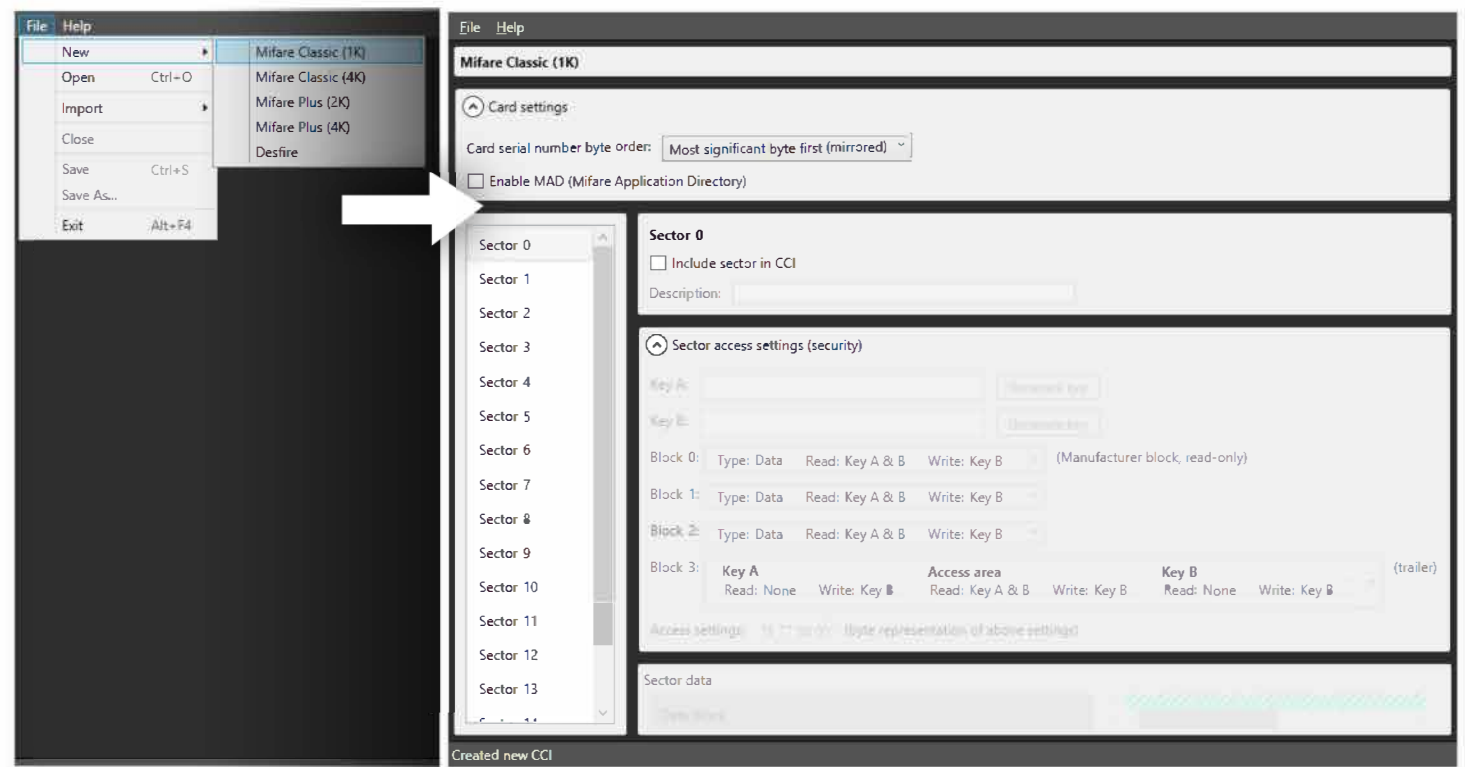 File Help
New
Open Ctrl+O
Import
Close
Save Ctrl+S
Save As...
Exit Alt+F4
Mifare Classic (1K)
Mifare Classic (4K)
Mifare Plus (2K)
Mifare Plus (4K)
Desfire
File Help
Mifare Classic (1K)
Card settings
Card serial number byte order: Most significant byte first (mirrored)
Enable MAD (Mifare Application Directory)
Sector 0
Sector 1
Sector 2
Sector 3
Sector 4
Sector 5
Sector 6
Sector 7
Sector 8
Sector 9
Sector 10
Sector 11
Sector 12
Sector 13
Sector 0
Include sector in CCI
Description:
Sector access settings (security)
Key A:
Key B:
Block 0: Type: Data Read: Key A & B Write: Key B (Manufacturer block, read-only)
Block 1: Type: Data Read: Key A & B Write: Key B
Block 2: Type: Data Read: Key A & B Write: Key B
Block 3: Key A Access area Key B (trailer)
Read: None Write: Key B Read: Key A & B Write: Key B Read: None Write: Key B
Access settings: (byte representation of above settings)
Sector data
Created new CCI